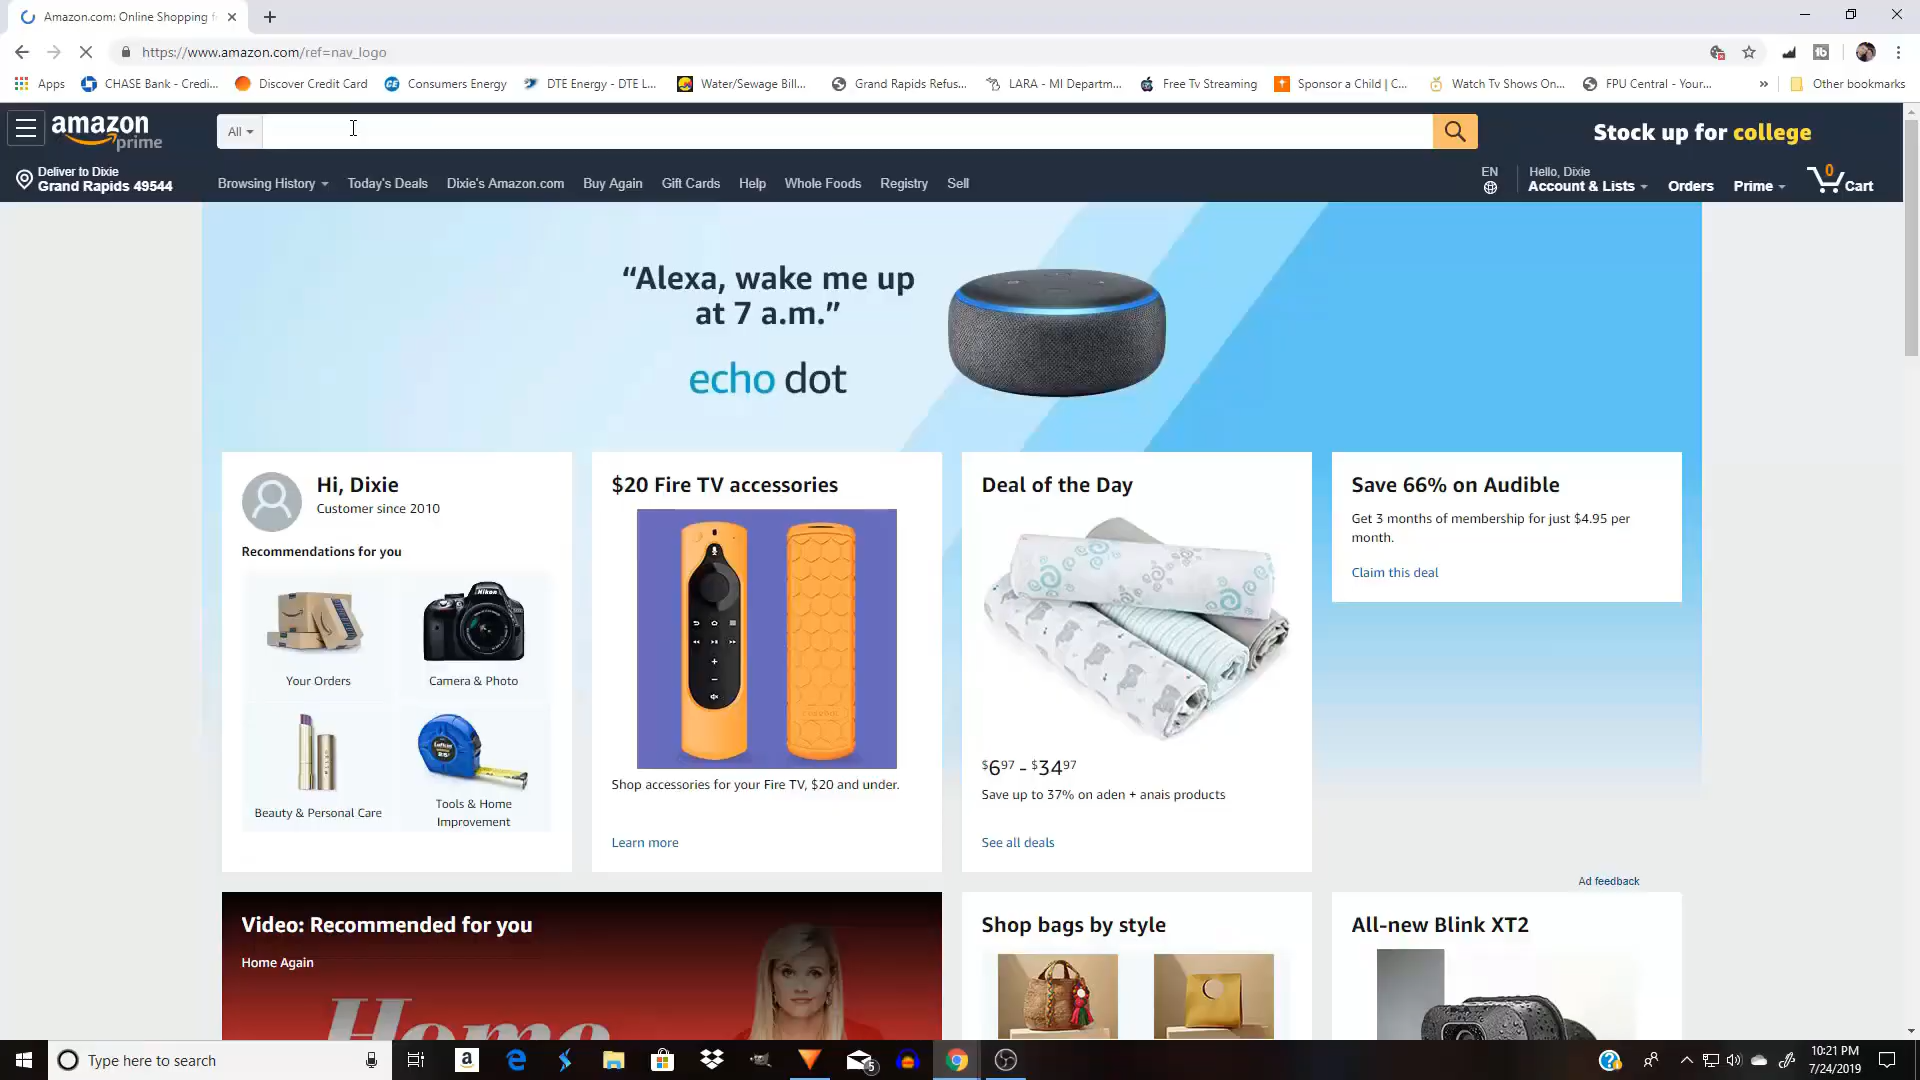 Amazon.com: Online Shopping f
https://www.amazon.com/ref=nav_logo
Apps
CHASE Bank - Credi...
Discover Credit Card
Consumers Energy
DTE Energy - DTE L...
Water/Sewage Bill...
Grand Rapids Refus...
LARA - MI Departm...
Free Tv Streaming
Sponsor a Child | C...
Watch Tv Shows On...
FPU Central - Your...
Other bookmarks
amazon
prime
All
Stock up for college
Deliver to Dixie
Grand Rapids 49544
Browsing History
Today's Deals
Dixie's Amazon.com
Buy Again
Gift Cards
Help
Whole Foods
Registry
Sell
EN
Hello, Dixie
Account & Lists
Orders
Prime
0
Cart
“Alexa, wake me up
at 7 a.m.”
echo dot
Hi, Dixie
Customer since 2010
Recommendations for you
Nikon
Your Orders
Camera & Photo
Beauty & Personal Care
Tools & Home
Improvement
$20 Fire TV accessories
Shop accessories for your Fire TV, $20 and under.
Learn more
Deal of the Day
$697 - $3497
Save up to 37% on aden + anais products
See all deals
Save 66% on Audible
Get 3 months of membership for just $4.95 per
month.
Claim this deal
Ad feedback
Video: Recommended for you
Home Again
Home
Shop bags by style
All-new Blink XT2
Type here to search
5
10:21 PM
7/24/2019